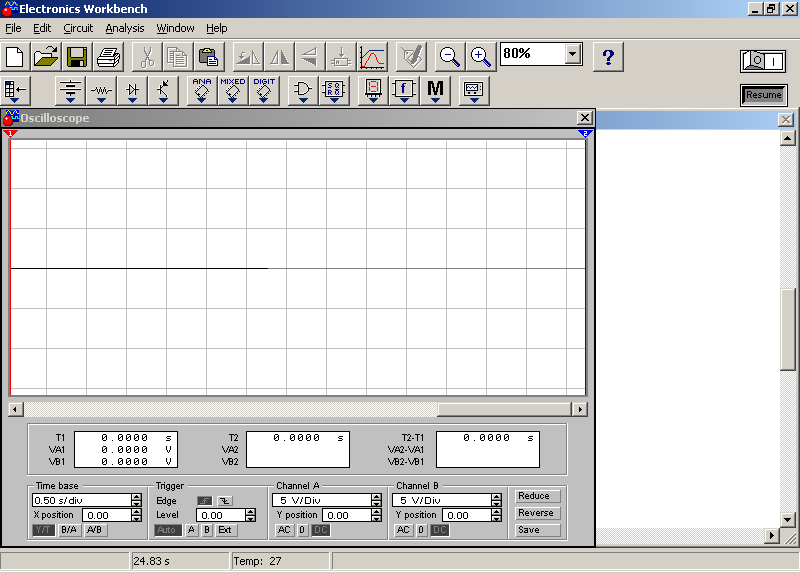 Electronics Workbench
File Edit Circuit Analysis Window Help
80% ?
ANA MIXED DIGIT
f M
Resume
Oscilloscope
1 2
T1 0.0000 s T2 0.0000 s T2-T1 0.0000 s
VA1 0.0000 V VA2 VA2-VA1
VB1 0.0000 V VB2 VB2-VB1
Time base Trigger Channel A Channel B Reduce
0.50 s/div Edge 5 V/Div 5 V/Div
X position 0.00 Level 0.00 Y position 0.00 Y position 0.00 Reverse
Y/T B/A A/B Auto A B Ext AC 0 DC AC 0 DC Save
24.83 s Temp: 27